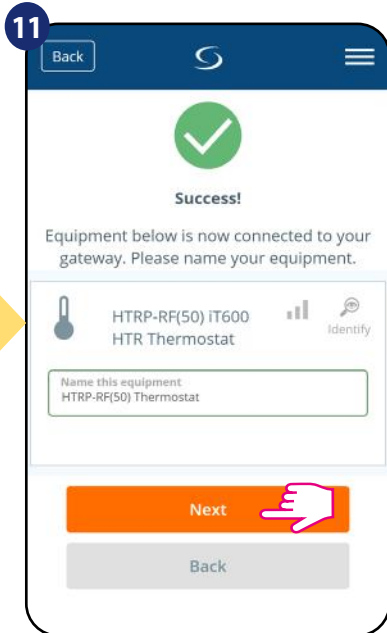 11
Back
Success!
Equipment below is now connected to your
gateway. Please name your equipment.
HTRP-RF(50) iT600
HTR Thermostat
Identify
Name this equipment
HTRP-RF(50) Thermostat
Next
Back